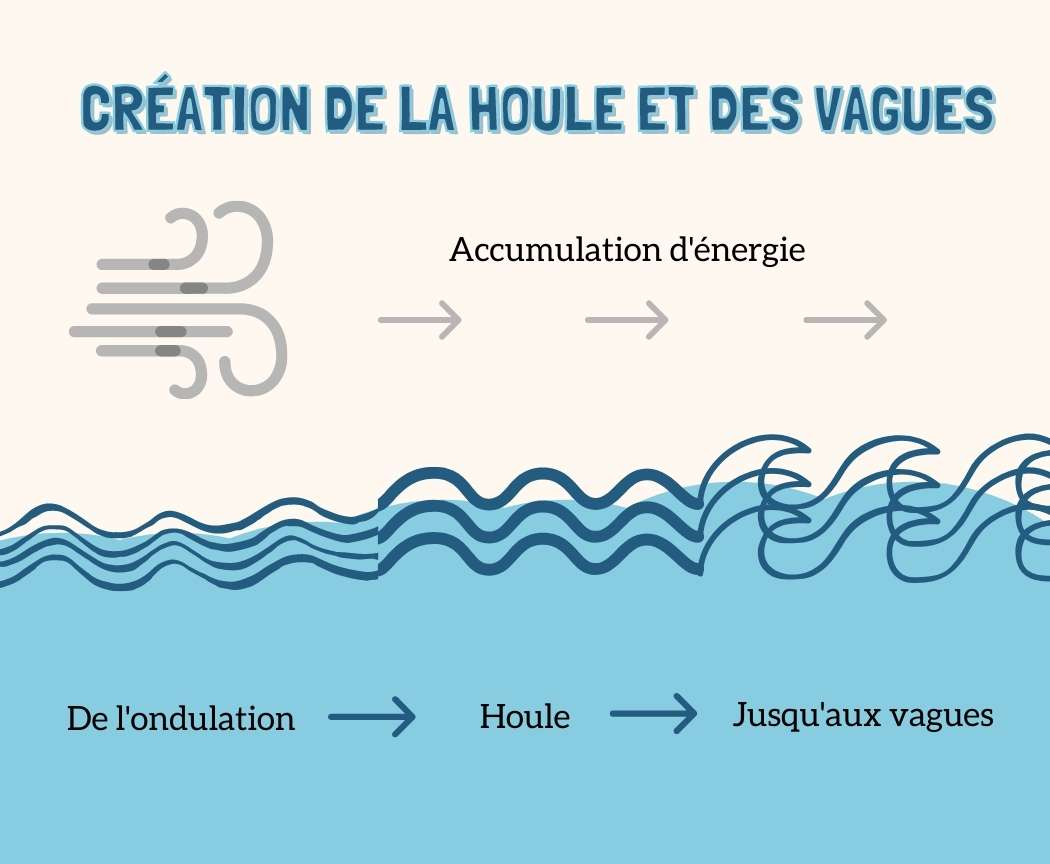 CRÉATION DE LA HOULE ET DES VAGUES
Accumulation d'énergie
De l'ondulation
Houle
Jusqu'aux vagues